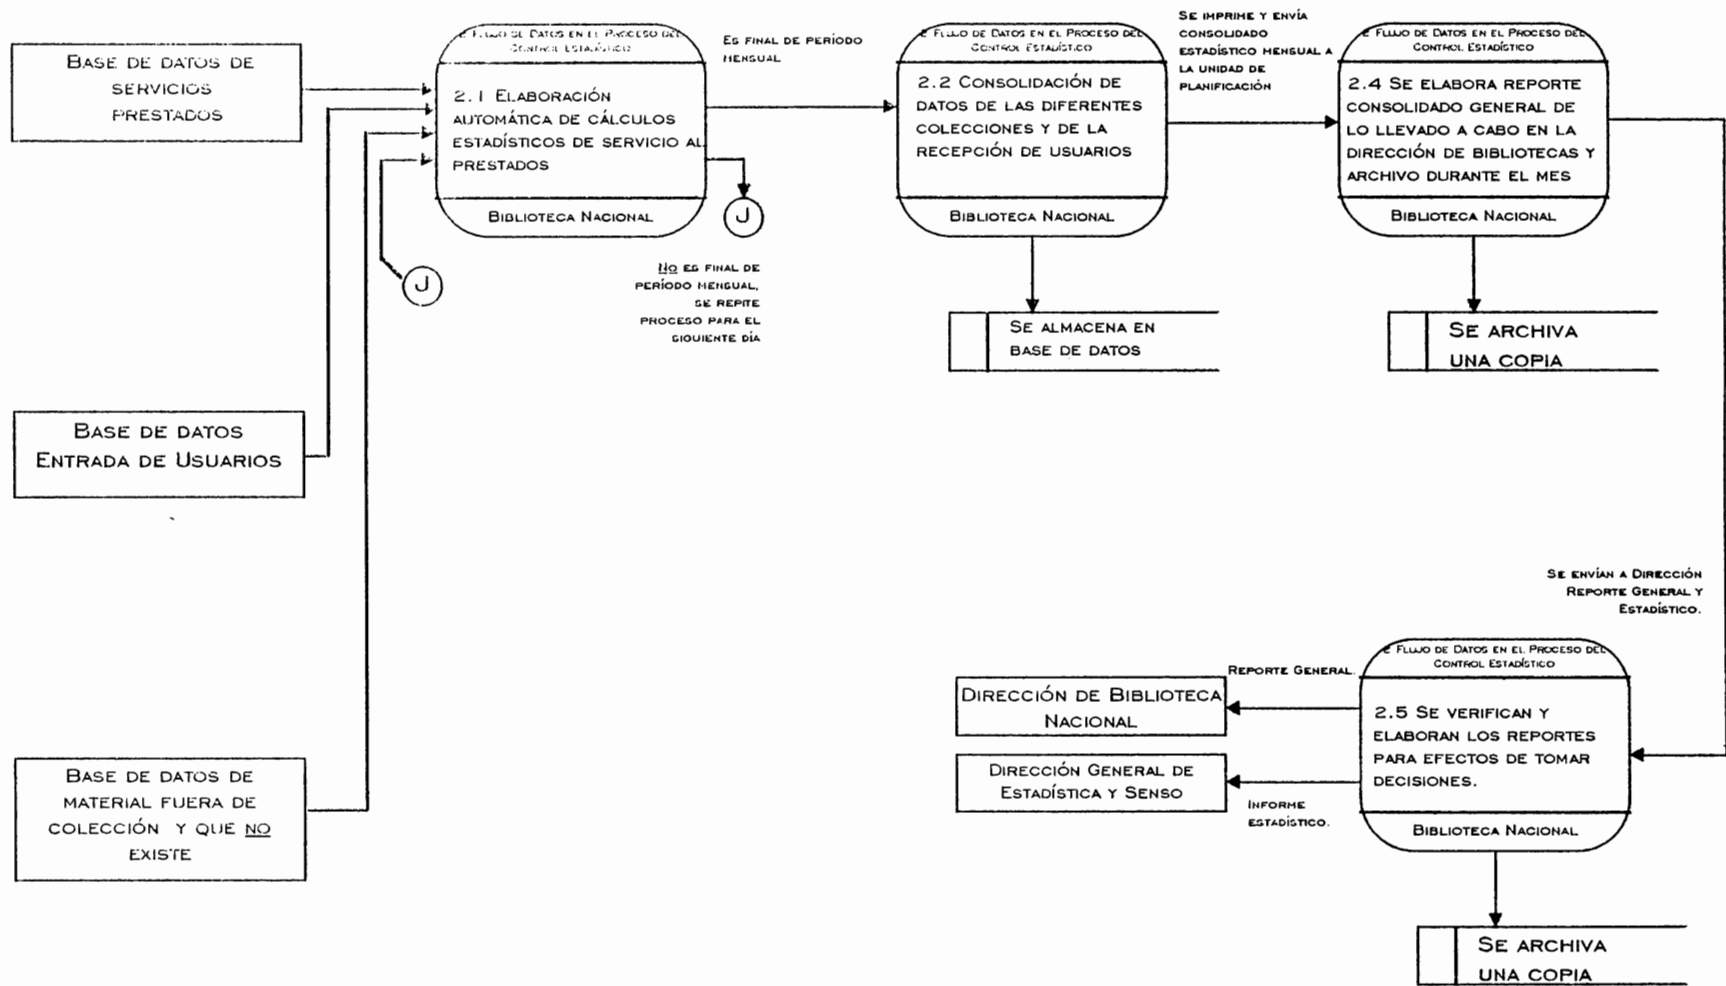 BASE DE DATOS DE
SERVICIOS
PRESTADOS
2 FLUJO DE DATOS EN EL PROCESO DEL
CONTROL ESTADÍSTICO
2.1 ELABORACIÓN
AUTOMÁTICA DE CÁLCULOS
ESTADÍSTICOS DE SERVICIO AL
PRESTADOS
BIBLIOTECA NACIONAL
ES FINAL DE PERÍODO
MENSUAL
J
J
NO ES FINAL DE
PERÍODO MENSUAL,
SE REPITE
PROCESO PARA EL
SIGUIENTE DÍA
2 FLUJO DE DATOS EN EL PROCESO DEL
CONTROL ESTADÍSTICO
2.2 CONSOLIDACIÓN DE
DATOS DE LAS DIFERENTES
COLECCIONES Y DE LA
RECEPCIÓN DE USUARIOS
BIBLIOTECA NACIONAL
SE ALMACENA EN
BASE DE DATOS
SE IMPRIME Y ENVÍA
CONSOLIDADO
ESTADÍSTICO MENSUAL A
LA UNIDAD DE
PLANIFICACIÓN
2 FLUJO DE DATOS EN EL PROCESO DEL
CONTROL ESTADÍSTICO
2.4 SE ELABORA REPORTE
CONSOLIDADO GENERAL DE
LO LLEVADO A CABO EN LA
DIRECCIÓN DE BIBLIOTECAS Y
ARCHIVO DURANTE EL MES
BIBLIOTECA NACIONAL
SE ARCHIVA
UNA COPIA
BASE DE DATOS
ENTRADA DE USUARIOS
BASE DE DATOS DE
MATERIAL FUERA DE
COLECCIÓN Y QUE NO
EXISTE
SE ENVÍAN A DIRECCIÓN
REPORTE GENERAL Y
ESTADÍSTICO.
2 FLUJO DE DATOS EN EL PROCESO DEL
CONTROL ESTADÍSTICO
2.5 SE VERIFICAN Y
ELABORAN LOS REPORTES
PARA EFECTOS DE TOMAR
DECISIONES.
BIBLIOTECA NACIONAL
REPORTE GENERAL.
DIRECCIÓN DE BIBLIOTECA
NACIONAL
DIRECCIÓN GENERAL DE
ESTADÍSTICA Y SENSO
INFORME
ESTADÍSTICO.
SE ARCHIVA
UNA COPIA